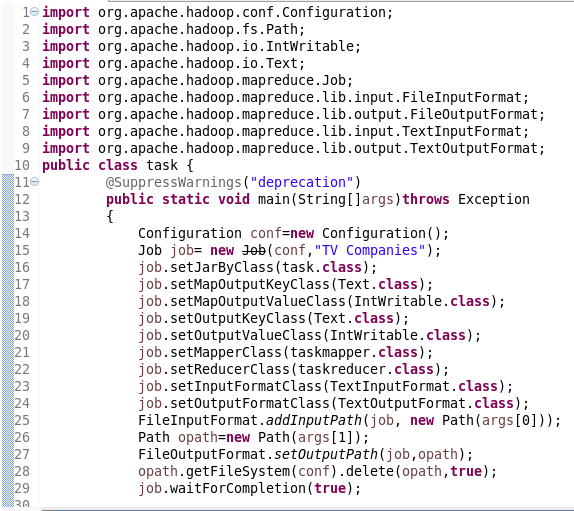 1 import org.apache.hadoop.conf.Configuration;
2 import org.apache.hadoop.fs.Path;
3 import org.apache.hadoop.io.IntWritable;
4 import org.apache.hadoop.io.Text;
5 import org.apache.hadoop.mapreduce.Job;
6 import org.apache.hadoop.mapreduce.lib.input.FileInputFormat;
7 import org.apache.hadoop.mapreduce.lib.output.FileOutputFormat;
8 import org.apache.hadoop.mapreduce.lib.input.TextInputFormat;
9 import org.apache.hadoop.mapreduce.lib.output.TextOutputFormat;
10 public class task {
11         @SuppressWarnings("deprecation")
12         public static void main(String[]args)throws Exception
13         {
14             Configuration conf=new Configuration();
15             Job job= new Job(conf,"TV Companies");
16             job.setJarByClass(task.class);
17             job.setMapOutputKeyClass(Text.class);
18             job.setMapOutputValueClass(IntWritable.class);
19             job.setOutputKeyClass(Text.class);
20             job.setOutputValueClass(IntWritable.class);
21             job.setMapperClass(taskmapper.class);
22             job.setReducerClass(taskreducer.class);
23             job.setInputFormatClass(TextInputFormat.class);
24             job.setOutputFormatClass(TextOutputFormat.class);
25             FileInputFormat.addInputPath(job, new Path(args[0]));
26             Path opath=new Path(args[1]);
27             FileOutputFormat.setOutputPath(job,opath);
28             opath.getFileSystem(conf).delete(opath,true);
29             job.waitForCompletion(true);
30